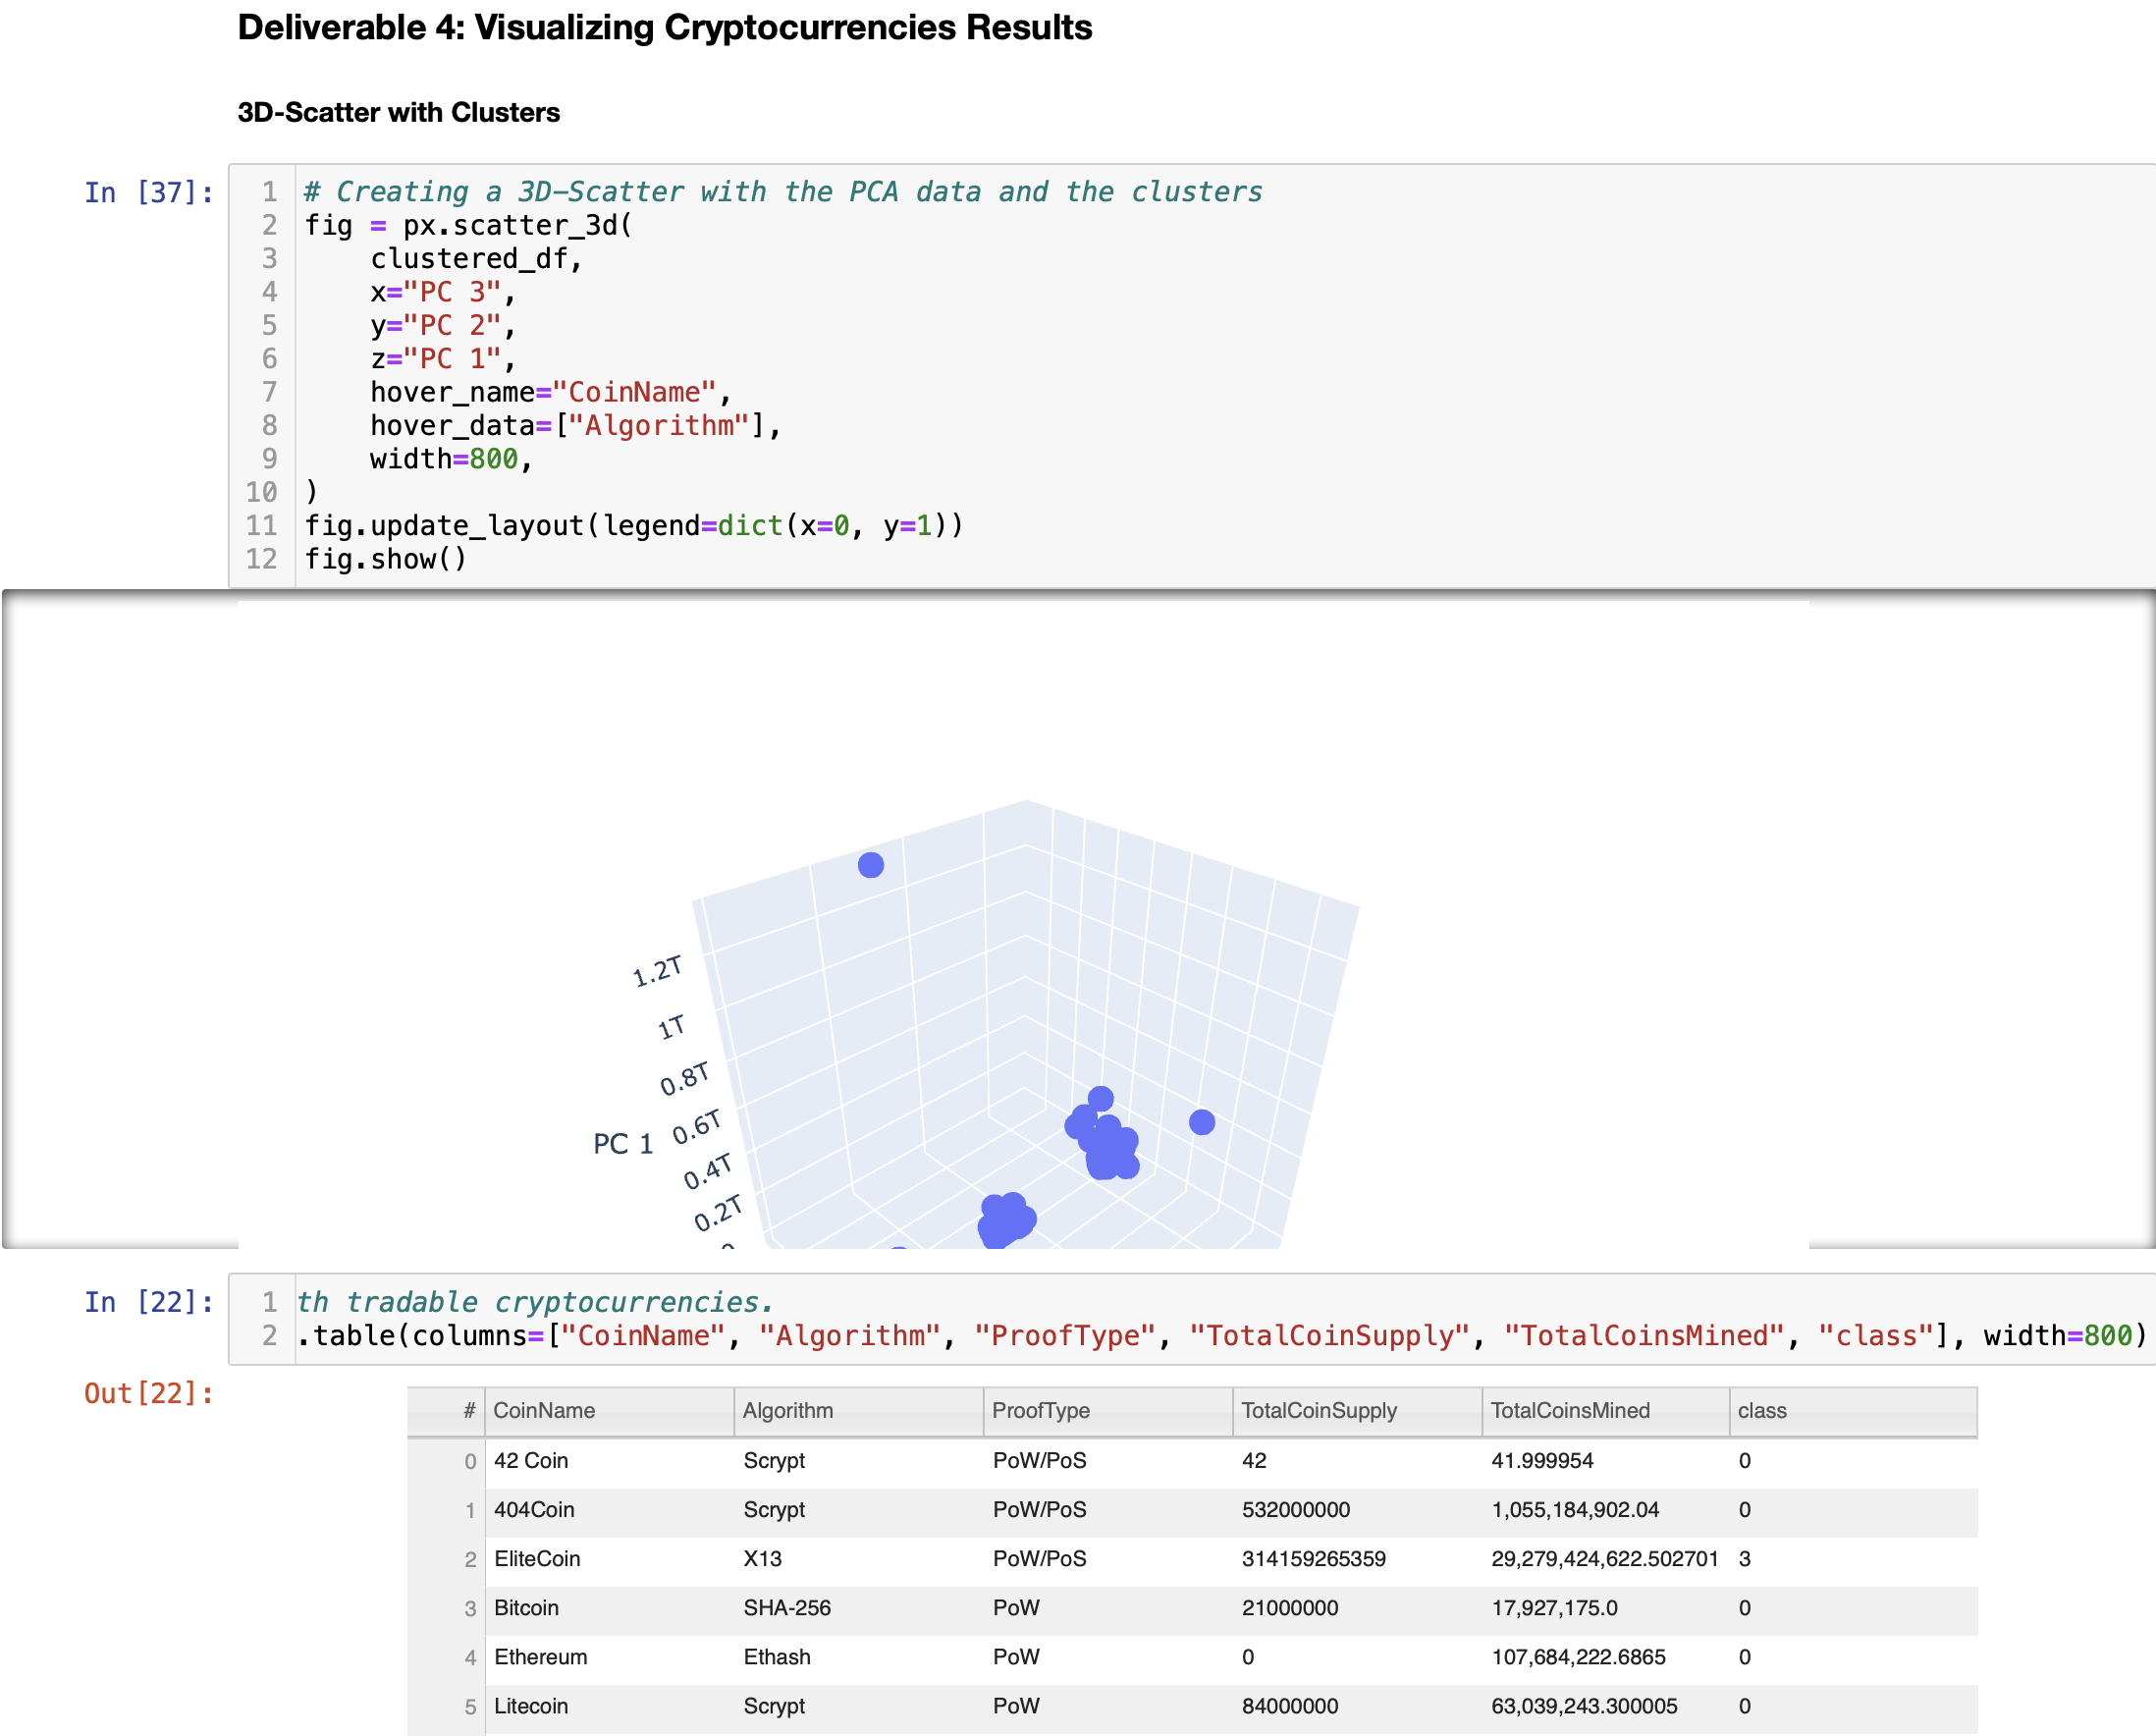 Deliverable 4: Visualizing Cryptocurrencies Results
3D-Scatter with Clusters
In [37]:
1 # Creating a 3D-Scatter with the PCA data and the clusters
2 fig = px.scatter_3d(
3     clustered_df,
4     x="PC 3",
5     y="PC 2",
6     z="PC 1",
7     hover_name="CoinName",
8     hover_data=["Algorithm"],
9     width=800,
10 )
11 fig.update_layout(legend=dict(x=0, y=1))
12 fig.show()
1.2T
1T
0.8T
0.6T
PC 1
0.4T
0.2T
In [22]:
1 th tradable cryptocurrencies.
2 .table(columns=["CoinName", "Algorithm", "ProofType", "TotalCoinSupply", "TotalCoinsMined", "class"], width=800)
Out[22]:
# CoinName Algorithm ProofType TotalCoinSupply TotalCoinsMined class
0 42 Coin Scrypt PoW/PoS 42 41.999954 0
1 404Coin Scrypt PoW/PoS 532000000 1,055,184,902.04 0
2 EliteCoin X13 PoW/PoS 314159265359 29,279,424,622.502701 3
3 Bitcoin SHA-256 PoW 21000000 17,927,175.0 0
4 Ethereum Ethash PoW 0 107,684,222.6865 0
5 Litecoin Scrypt PoW 84000000 63,039,243.300005 0